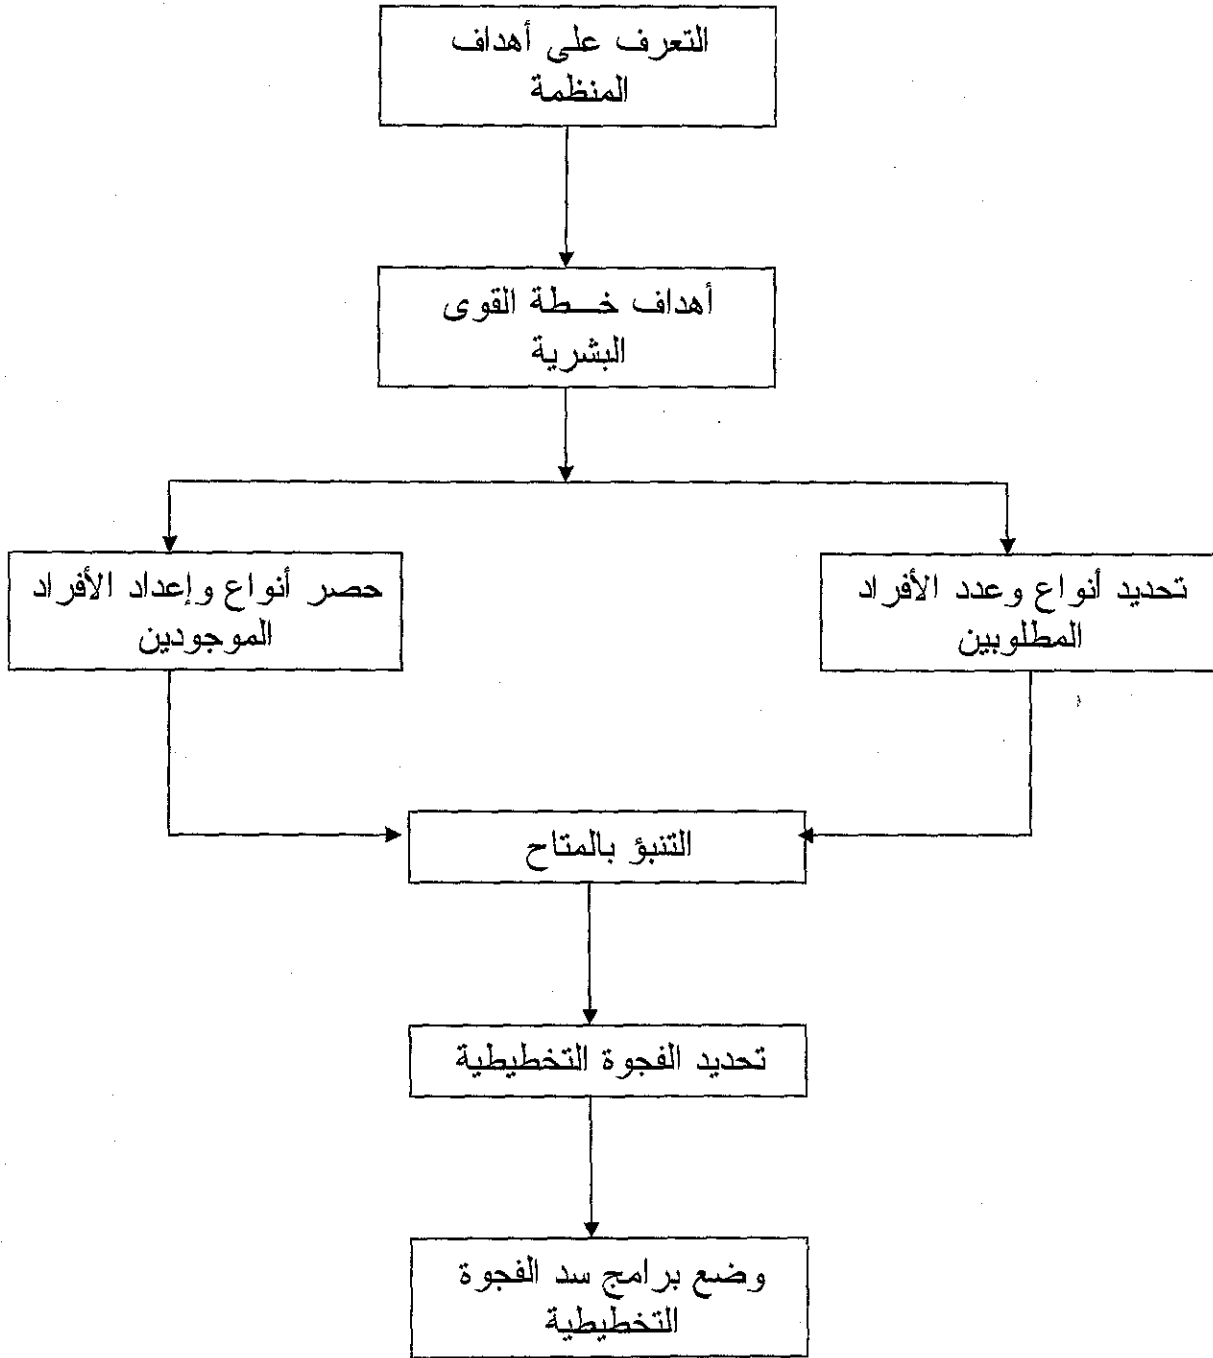 التعرف على أهداف
المنظمة
أهداف خطة القوى
البشرية
تحديد أنواع وعدد الأفراد
المطلوبين
حصر أنواع وإعداد الأفراد
الموجودين
التنبؤ بالمتاح
تحديد الفجوة التخطيطية
وضع برامج سد الفجوة
التخطيطية